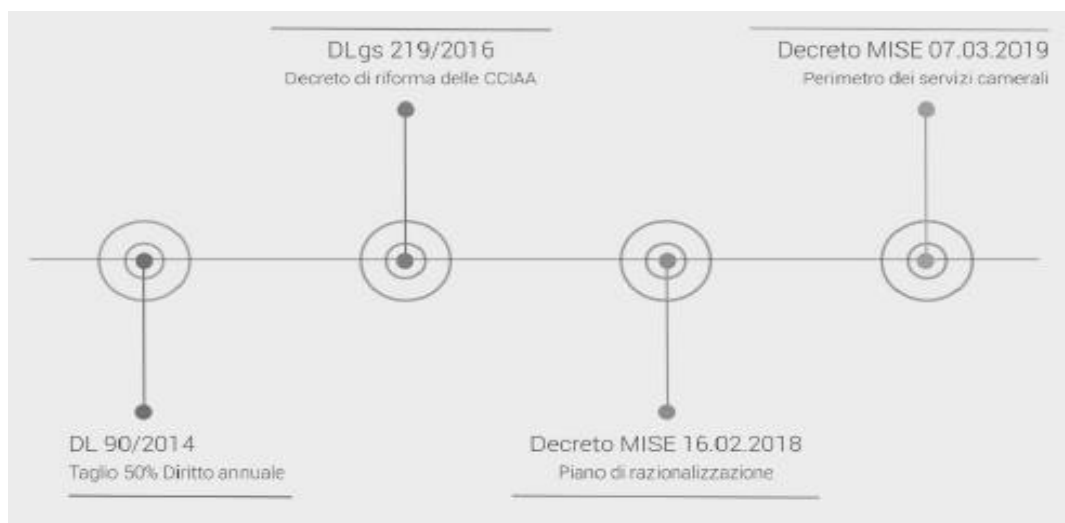 DLgs 219/2016
Decreto di riforma delle CCIAA
Decreto MISE 07.03.2019
Perimetro dei servizi camerali
DL 90/2014
Taglio 50% Diritto annuale
Decreto MISE 16.02.2018
Piano di razionalizzazione